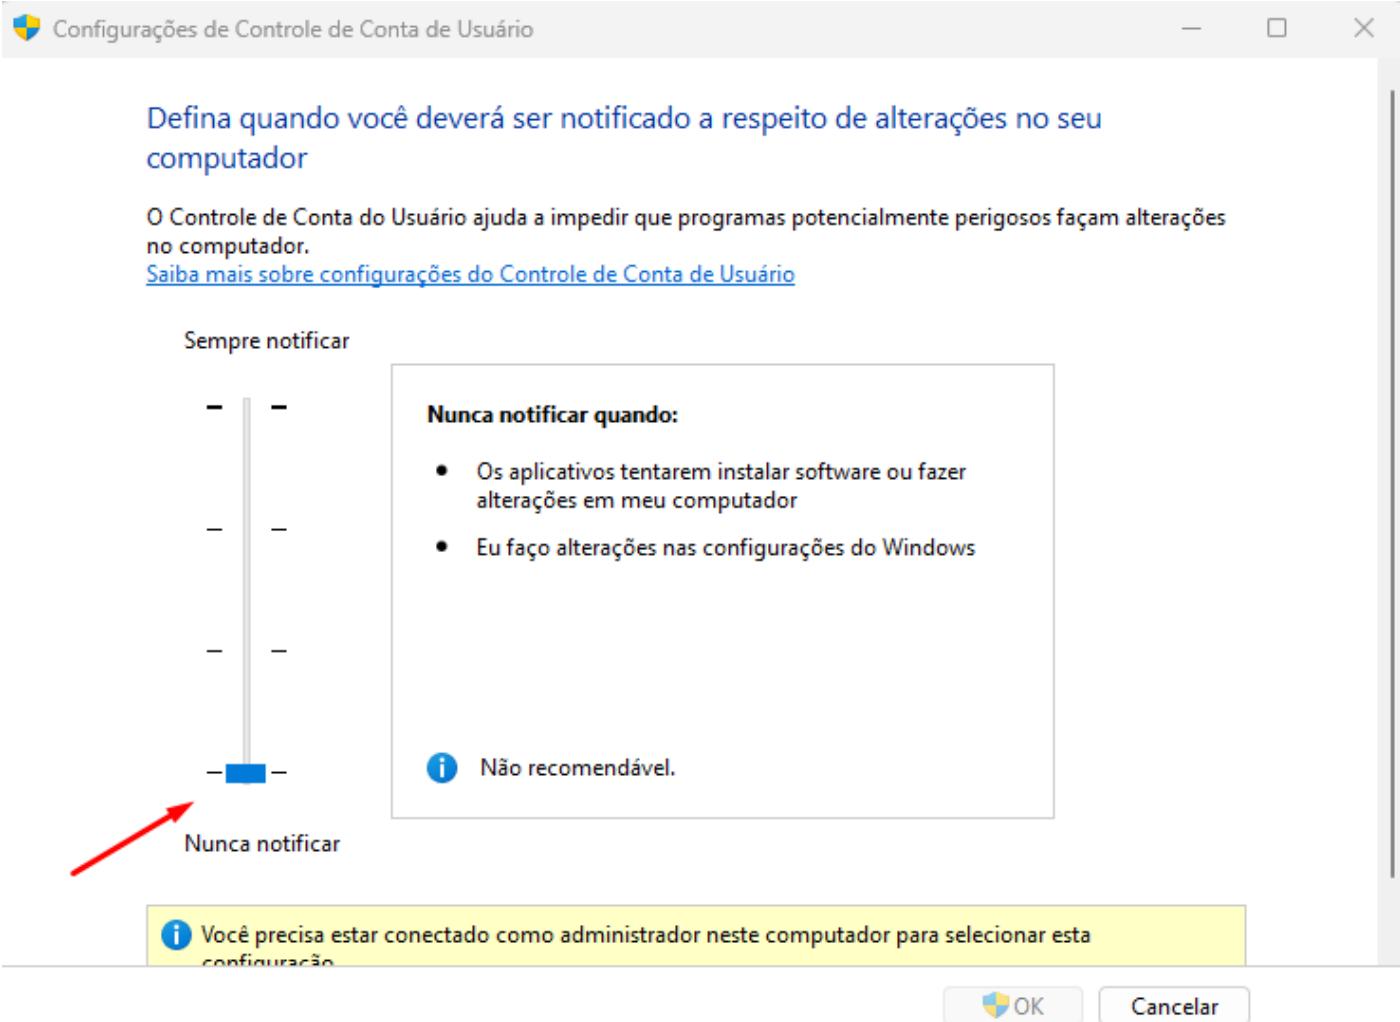 Configurações de Controle de Conta de Usuário
Defina quando você deverá ser notificado a respeito de alterações no seu
computador
O Controle de Conta do Usuário ajuda a impedir que programas potencialmente perigosos façam alterações
no computador.
Saiba mais sobre configurações do Controle de Conta de Usuário
Sempre notificar
Nunca notificar quando:
Os aplicativos tentarem instalar software ou fazer
alterações em meu computador
Eu faço alterações nas configurações do Windows
Não recomendável.
Nunca notificar
Você precisa estar conectado como administrador neste computador para selecionar esta
configuração
OK
Cancelar